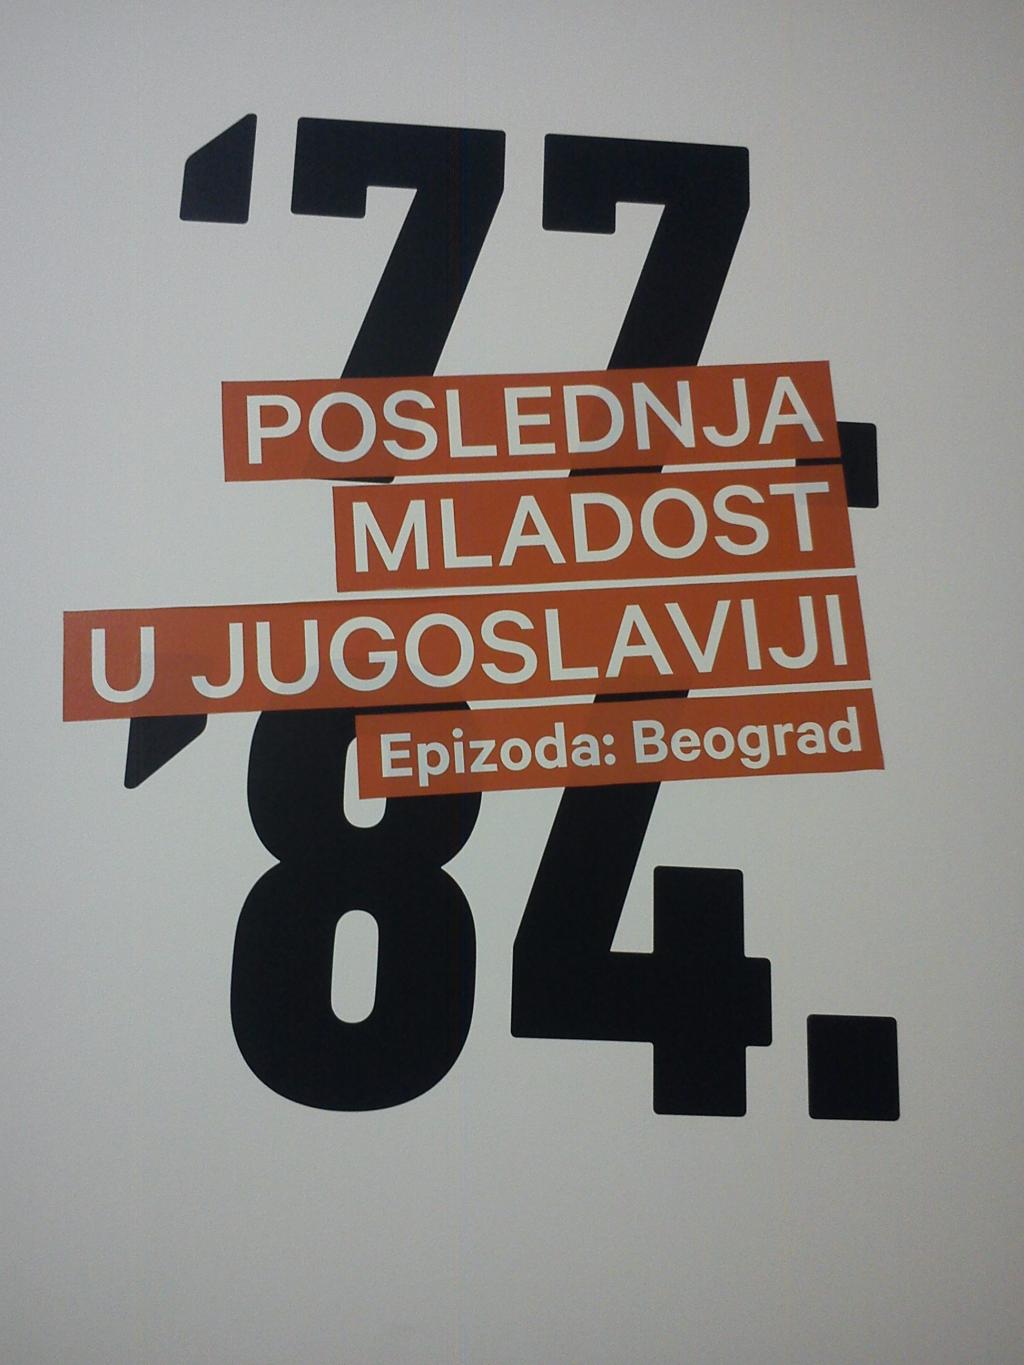 ‘77.
POSLEDNJA
MLADOST
U JUGOSLAVIJI
Epizoda: Beograd
’84.